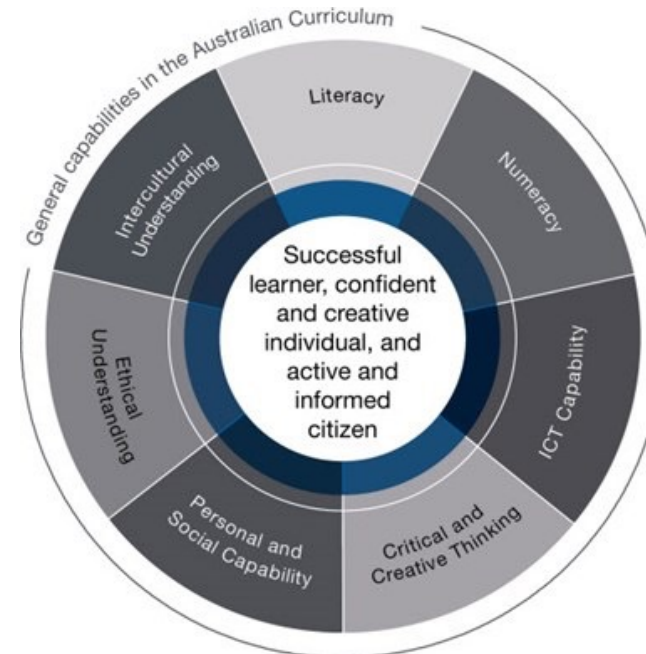 General capabilities in the Australian Curriculum
Literacy
Numeracy
ICT Capability
Critical and
Creative Thinking
Personal and
Social Capability
Ethical
Understanding
Intercultural
Understanding
Successful
learner, confident
and creative
individual, and
active and
informed
citizen